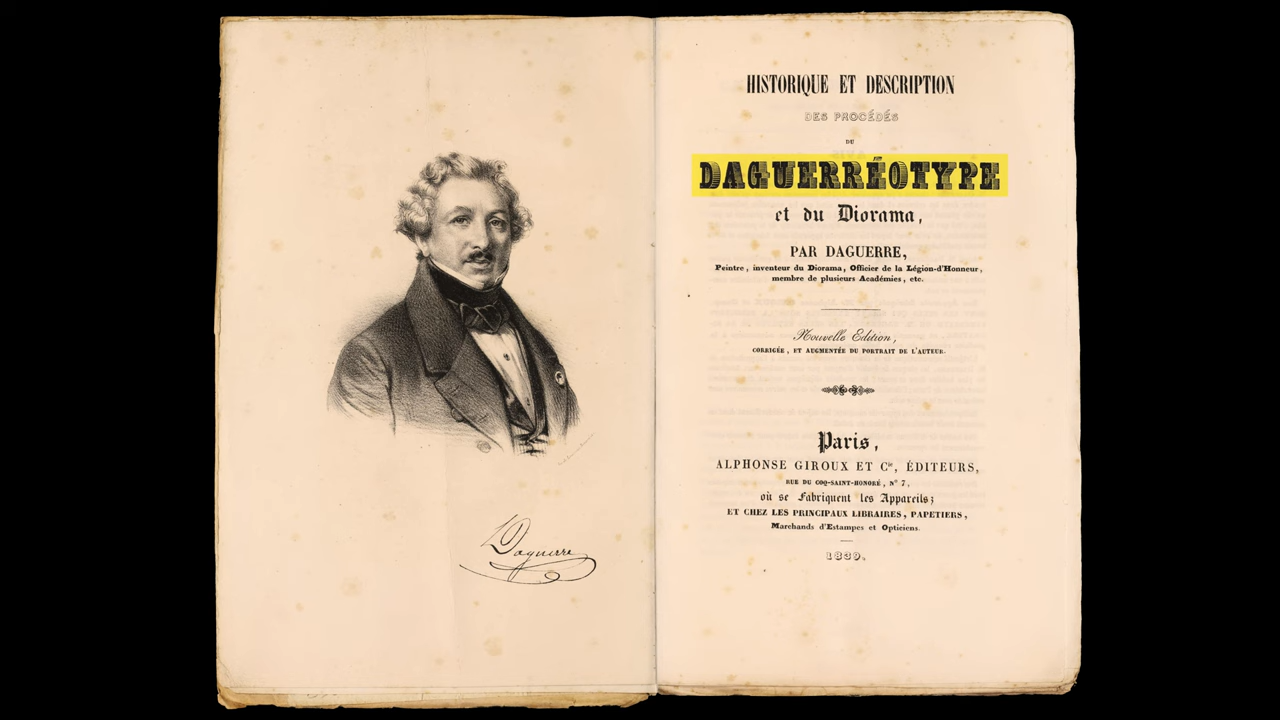 Daguerre
HISTORIQUE ET DESCRIPTION
DES PROCÉDÉS
DU
DAGUERRÉOTYPE
et du Diorama,
PAR DAGUERRE,
Peintre, inventeur du Diorama, Officier de la Légion-d'Honneur,
membre de plusieurs Académies, etc.
Nouvelle Edition,
CORRIGÉE, ET AUGMENTÉE DU PORTRAIT DE L'AUTEUR.
Paris,
ALPHONSE GIROUX ET Cie, ÉDITEURS,
RUE DU COQ-SAINT-HONORÉ, N° 7,
où se Fabriquent les Appareils;
ET CHEZ LES PRINCIPAUX LIBRAIRES, PAPETIERS,
Marchands d'Estampes et Opticiens.
1839.